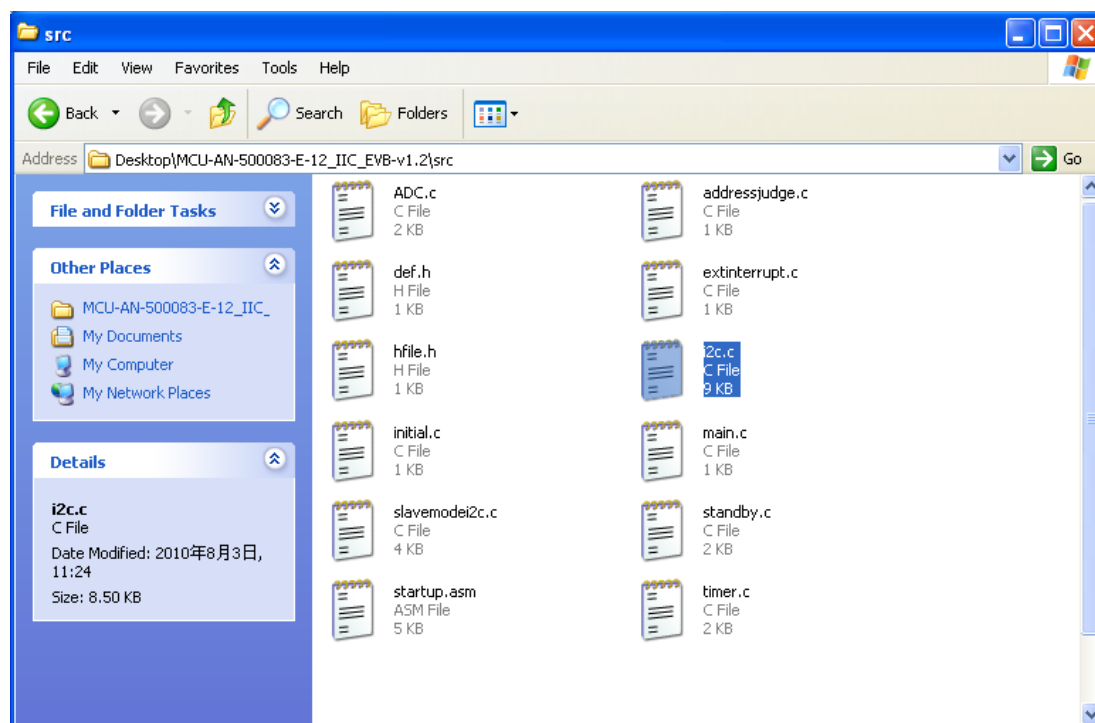 src
File Edit View Favorites Tools Help
Back Search Folders
Address Desktop\MCU-AN-500083-E-12_IIC_EVB-v1.2\src Go
File and Folder Tasks
Other Places
MCU-AN-500083-E-12_IIC_
My Documents
My Computer
My Network Places
Details
i2c.c
C File
Date Modified: 2010年8月3日,
11:24
Size: 8.50 KB
ADC.c
C File
2 KB
addressjudge.c
C File
1 KB
def.h
H File
1 KB
extinterrupt.c
C File
1 KB
hfile.h
H File
1 KB
i2c.c
C File
9 KB
initial.c
C File
1 KB
main.c
C File
1 KB
slavemodei2c.c
C File
4 KB
standby.c
C File
2 KB
startup.asm
ASM File
5 KB
timer.c
C File
2 KB